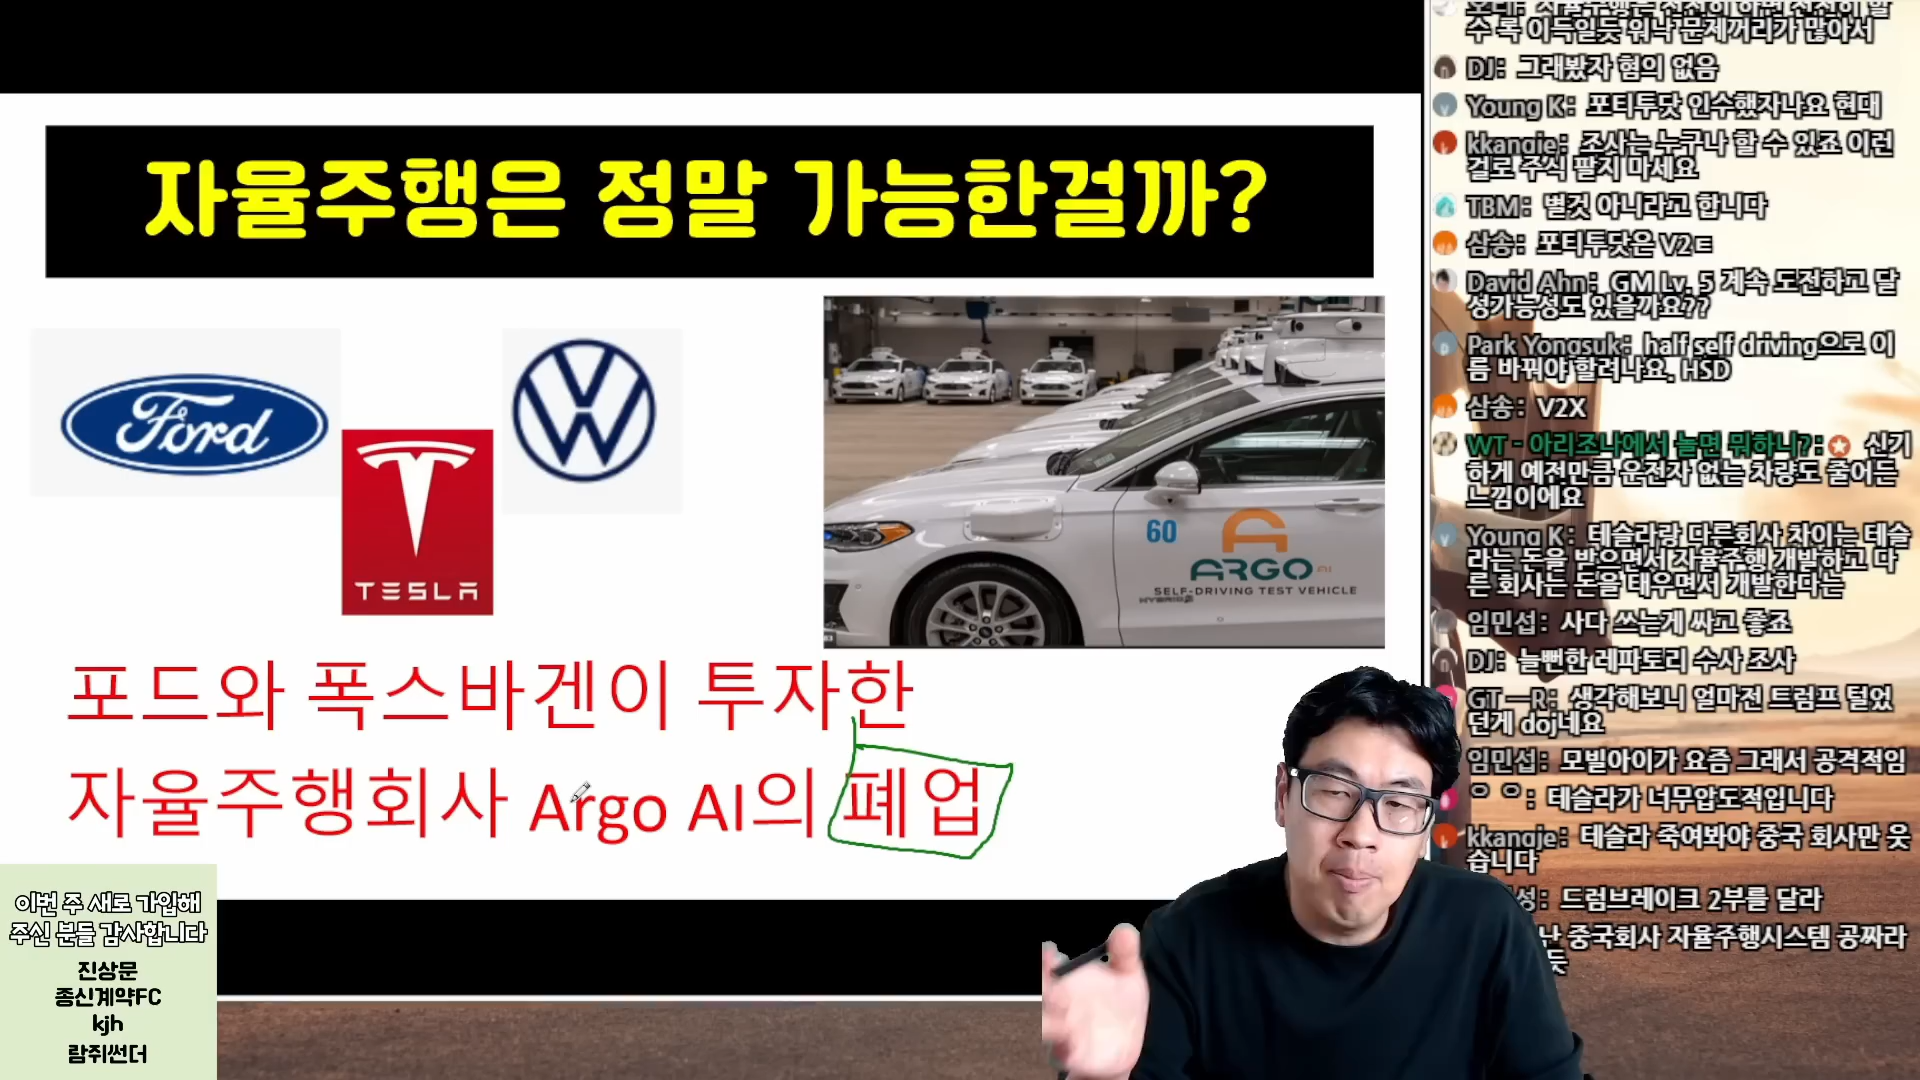 자율주행은 정말 가능한걸까?
Ford
TESLA
60
ARGO AI
SELF-DRIVING TEST VEHICLE
HYBRID
포드와 폭스바겐이 투자한
자율주행회사 Argo AI의 폐업
이번 주 새로 가입해
주신 분들 감사합니다
진상문
종신계약FC
kjh
람쥐썬더
수 록 이득일듯 워낙 문제꺼리가 많아서
DJ: 그래봤자 혐의 없음
Young K: 포티투닷 인수했자나요 현대
kkangje: 조사는 누구나 할 수 있죠 이런
걸로 주식 팔지 마세요
TBM: 별것 아니라고 합니다
삼송: 포티투닷은 V2ㅌ
David Ahn: GM Lv. 5 계속 도전하고 달
성가능성도 있을까요??
Park Yongsuk: half self driving으로 이
름 바꿔야 할려나요. HSD
삼송: V2X
WT - 아리조나에서 놀면 뭐하니?: 신기
하게 예전만큼 운전자 없는 차량도 줄어든
느낌이에요
Young K: 테슬라랑 다른회사 차이는 테슬
라는 돈을 받으면서 자율주행 개발하고 다
른 회사는 돈을 태우면서 개발한다는
임민섭: 사다 쓰는게 싸고 좋죠
DJ: 늘뻔한 레파토리 수사 조사
GT—R: 생각해보니 얼마전 트럼프 털었
던게 doj네요
임민섭: 모빌아이가 요즘 그래서 공격적임
ㅇ ㅇ: 테슬라가 너무압도적입니다
kkangje: 테슬라 죽여봐야 중국 회사만 웃
습니다
성: 드럼브레이크 2부를 달라
난 중국회사 자율주행시스템 공짜라
듯